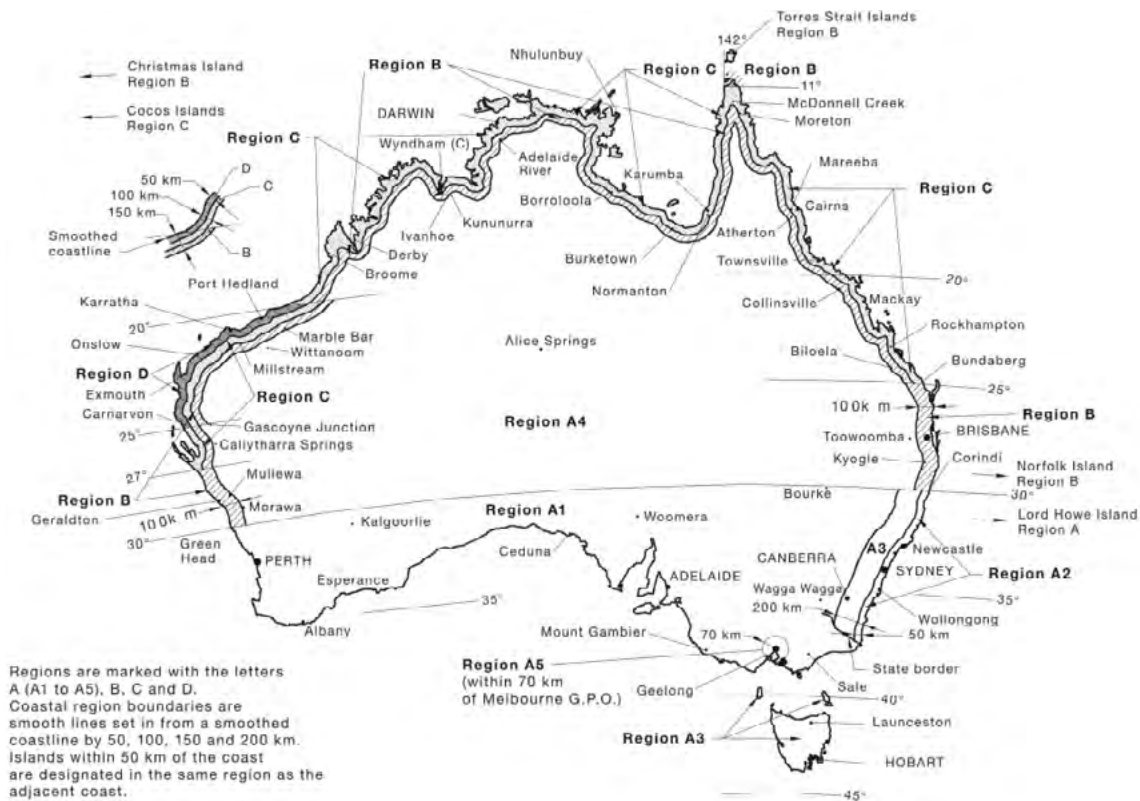 Torres Strait Islands
Region B
142°
Nhulunbuy
Christmas Island
Region B
Region B
Region C
Region B
11°
Cocos Islands
Region C
DARWIN
McDonnell Creek
Moreton
Region C
Wyndham (C)
D
C
50 km
100 km
150 km
Adelaide
River
Mareeba
Karumba
Region C
Smoothed
coastline
B
Borroloola
Cairns
Ivanhoe
Kununurra
Atherton
Derby
Burketown
Townsville
Broome
20°
Port Hedland
Normanton
Collinsville
Karratha
Mackay
20°
Onslow
Marble Bar
Wittanoom
Alice Springs
Rockhampton
Millstream
Biloela
Bundaberg
Region D
Exmouth
25°
Region C
Carnarvon
100k m
Region B
Gascoyne Junction
Region A4
25°
Toowoomba
BRISBANE
Callytharra Springs
Kyogle
Corindi
27°
Mullewa
Norfolk Island
Region B
Region B
Bourke
30°
Geraldton
100k m
Morawa
Lord Howe Island
Region A
30°
Region A1
Woomera
Kalgoorlie
Green
Head
Ceduna
A3
Newcastle
PERTH
CANBERRA
SYDNEY
Region A2
Esperance
ADELAIDE
Wagga Wagga
35°
35°
200 km
Wollongong
Albany
Mount Gambier
70 km
50 km
Region A5
(within 70 km
of Melbourne G.P.O.)
State border
Geelong
Sale
40°
Launceston
Region A3
HOBART
45°
Regions are marked with the letters
A (A1 to A5), B, C and D.
Coastal region boundaries are
smooth lines set in from a smoothed
coastline by 50, 100, 150 and 200 km.
Islands within 50 km of the coast
are designated in the same region as the
adjacent coast.